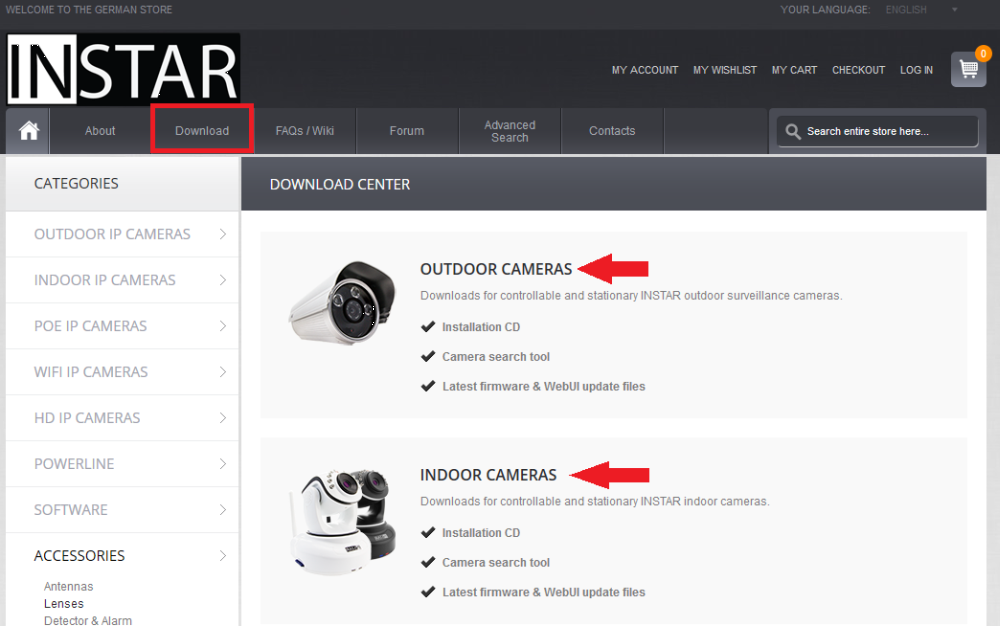 WELCOME TO THE GERMAN STORE
YOUR LANGUAGE: ENGLISH
INSTAR
MY ACCOUNT MY WISHLIST MY CART CHECKOUT LOG IN
0
About
Download
FAQs / Wiki
Forum
Advanced
Search
Contacts
Search entire store here...
CATEGORIES
OUTDOOR IP CAMERAS
INDOOR IP CAMERAS
POE IP CAMERAS
WIFI IP CAMERAS
HD IP CAMERAS
POWERLINE
SOFTWARE
ACCESSORIES
Antennas
Lenses
Detector & Alarm
DOWNLOAD CENTER
OUTDOOR CAMERAS
Downloads for controllable and stationary INSTAR outdoor surveillance cameras.
Installation CD
Camera search tool
Latest firmware & WebUI update files
INDOOR CAMERAS
Downloads for controllable and stationary INSTAR indoor cameras.
Installation CD
Camera search tool
Latest firmware & WebUI update files